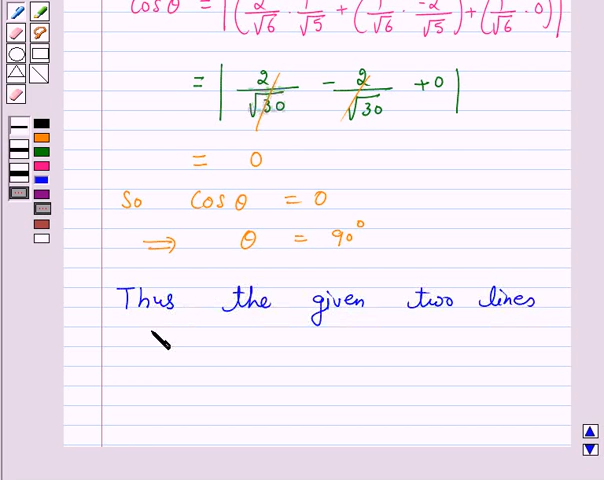 cos θ = |(2/√6 · 1/√5 + (1/√6 · -2/√5) + (1/√6 · 0)|
= | 2/√30 - 2/√30 + 0 |
= 0
So cos θ = 0
⇒ θ = 90°
Thus the given two lines